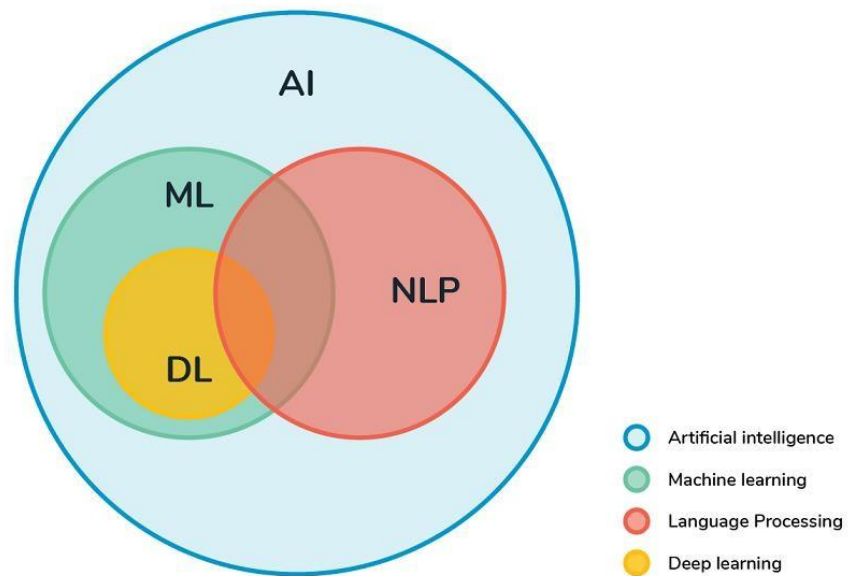 AI
ML
NLP
DL
Artificial intelligence
Machine learning
Language Processing
Deep learning